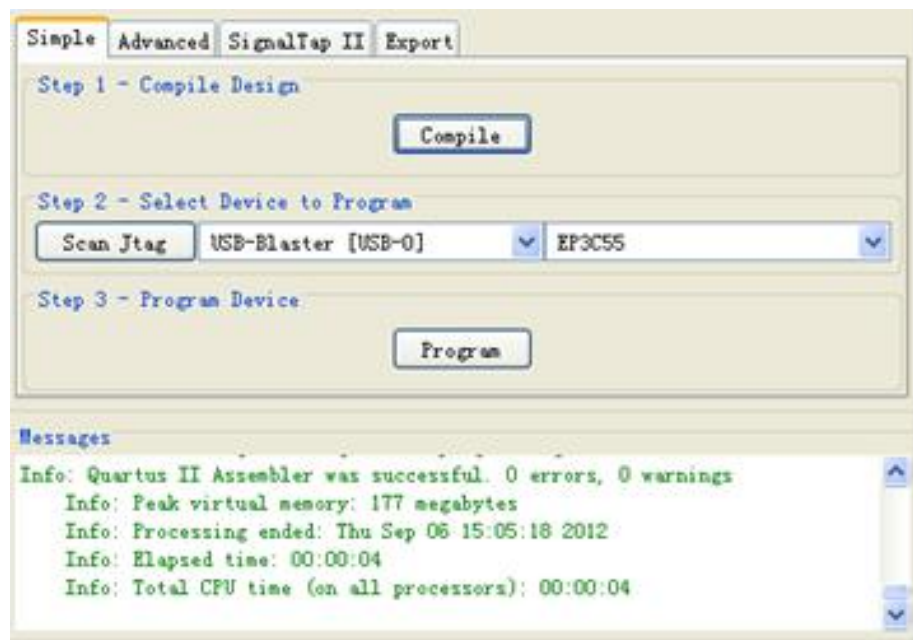 Simple Advanced SignalTap II Export
Step 1 - Compile Design
Compile
Step 2 - Select Device to Program
Scan Jtag USB-Blaster [USB-0] EP3C55
Step 3 - Program Device
Program
Messages
Info: Quartus II Assembler was successful. 0 errors, 0 warnings
Info: Peak virtual memory: 177 megabytes
Info: Processing ended: Thu Sep 06 15:05:18 2012
Info: Elapsed time: 00:00:04
Info: Total CPU time (on all processors): 00:00:04